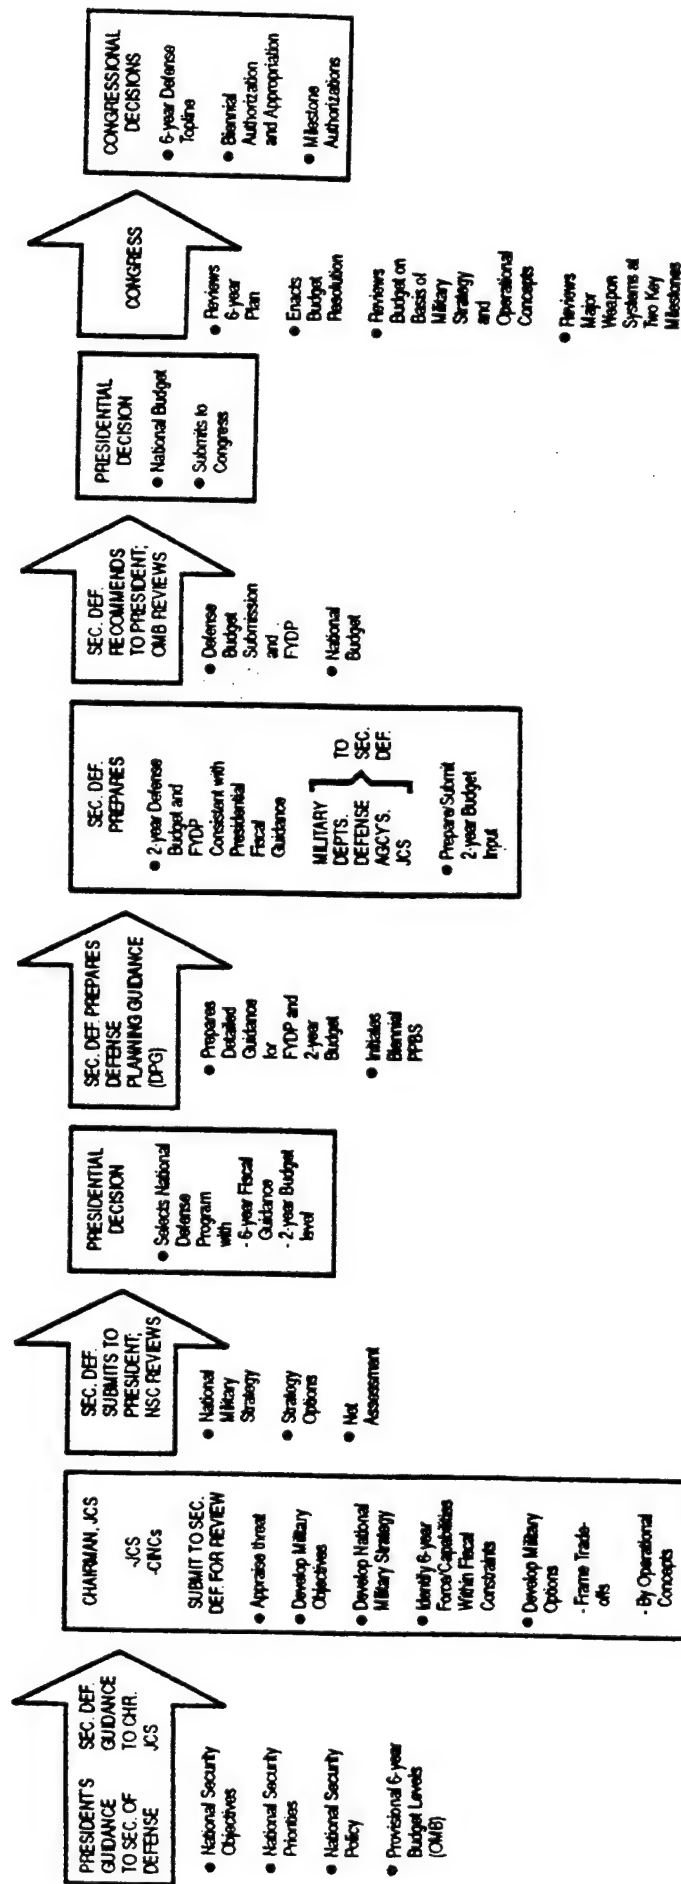 PRESIDENT'S
GUIDANCE
TO SEC. OF
DEFENSE
SEC. DEF.
GUIDANCE
TO CHR.
JCS
● National Security
Objectives
● National Security
Priorities
● National Security
Policy
● Provisional 6-year
Budget Levels
(OMB)
CHAIRMAN, JCS
-JCS
-CINCs
SUBMIT TO SEC.
DEF. FOR REVIEW
● Appraise threat
● Develop Military
Objectives
● Develop National
Military Strategy
● Identify 6-year
Force/Capabilities
Within Fiscal
Constraints
● Develop Military
Options
- Frame Trade-
offs
- By Operational
Concepts
SEC. DEF.
SUBMITS TO
PRESIDENT;
NSC REVIEWS
● National
Military
Strategy
● Strategy
Options
● Net
Assessment
PRESIDENTIAL
DECISION
● Selects National
Defense
Program
with
- 6-year Fiscal
Guidance
- 2-year Budget
level
SEC. DEF. PREPARES
DEFENSE
PLANNING GUIDANCE
(DPG)
● Prepares
Detailed
Guidance
for
FYDP and
2-year
Budget
● Initiates
Biennial
PPBS
SEC. DEF.
PREPARES
● 2-year Defense
Budget and
FYDP
Consistent with
Presidential
Fiscal
Guidance
MILITARY
DEPTS.
DEFENSE
AGCY'S.
JCS
TO
SEC.
DEF.
● Prepare/Submit
2-year Budget
Input
SEC. DEF.
RECOMMENDS
TO PRESIDENT;
OMB REVIEWS
● Defense
Budget
Submission
and
FYDP
● National
Budget
PRESIDENTIAL
DECISION
● National Budget
● Submits to
Congress
CONGRESS
● Reviews
6-year
Plan
● Enacts
Budget
Resolution
● Reviews
Budget on
Basis of
Military
Strategy
and
Operational
Concepts
● Reviews
Major
Weapon
Systems at
Two Key
Milestones
CONGRESSIONAL
DECISIONS
● 6-year Defense
Topline
● Biennial
Authorization
and Appropriation
● Milestone
Authorizations